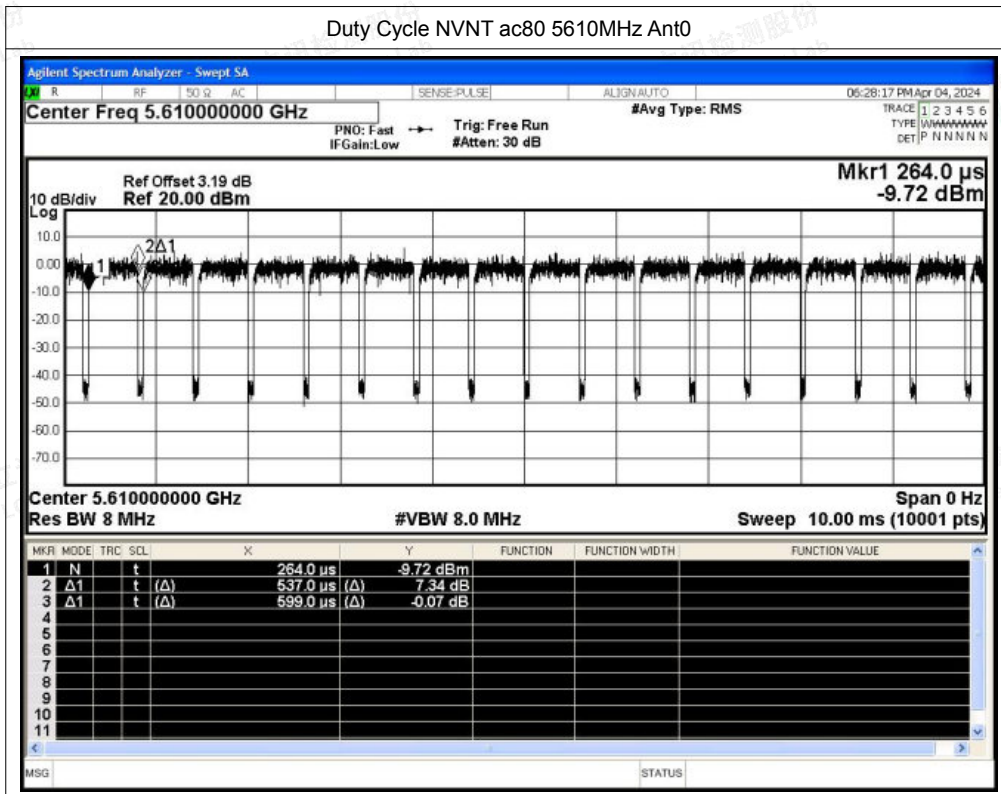 Duty Cycle NVNT ac80 5610MHz Ant0
Agilent Spectrum Analyzer - Swept SA
LXI R RF 50 Ω AC SENSE:PULSE ALIGNAUTO 06:28:17 PM Apr 04, 2024
Center Freq 5.610000000 GHz #Avg Type: RMS TRACE 1 2 3 4 5 6
PNO: Fast Trig: Free Run TYPE WWWWWW
IFGain:Low #Atten: 30 dB DET P N N N N N
Mkr1 264.0 µs
Ref Offset 3.19 dB
10 dB/div Ref 20.00 dBm -9.72 dBm
Log
10.0
2Δ1
0.00
1
-10.0
-20.0
-30.0
-40.0
-50.0
-60.0
-70.0
Center 5.610000000 GHz Span 0 Hz
Res BW 8 MHz #VBW 8.0 MHz Sweep 10.00 ms (10001 pts)
MKR MODE TRC SCL X Y FUNCTION FUNCTION WIDTH FUNCTION VALUE
1 N t 264.0 µs -9.72 dBm
2 Δ1 t (Δ) 537.0 µs (Δ) 7.34 dB
3 Δ1 t (Δ) 599.0 µs (Δ) -0.07 dB
4
5
6
7
8
9
10
11
MSG STATUS